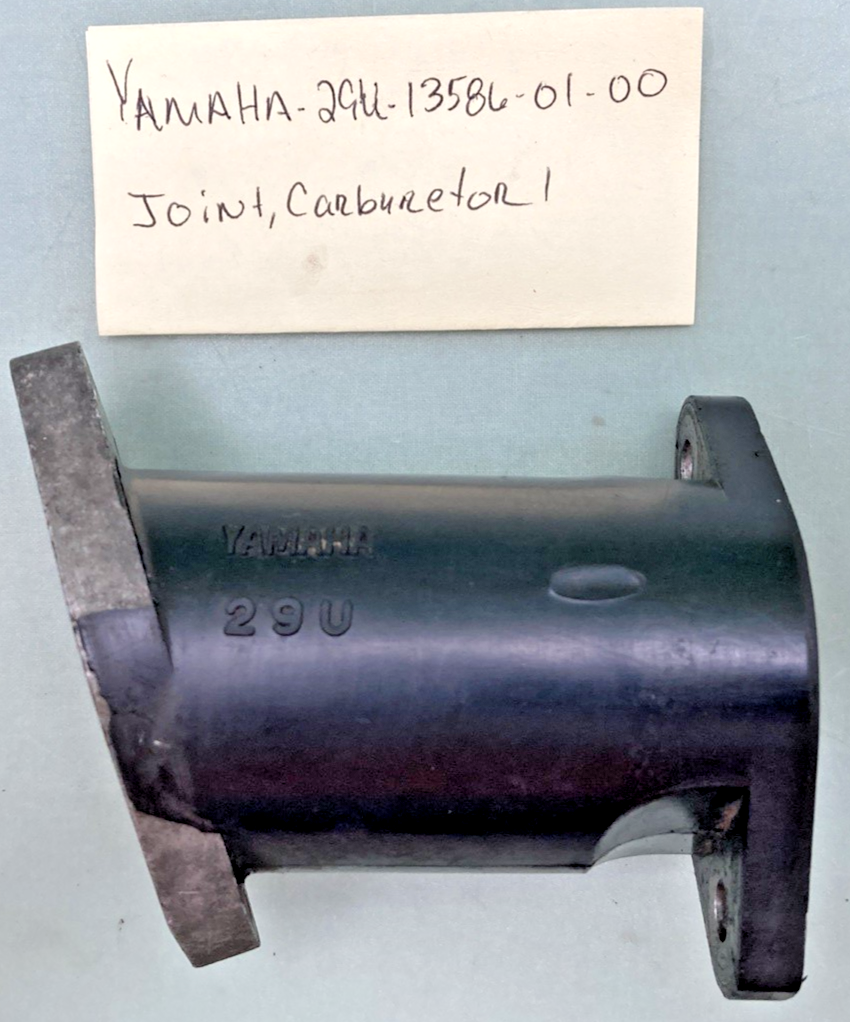 YAMAHA-29U-13586-01-00
Joint, Carburetor 1
YAMAHA
29U